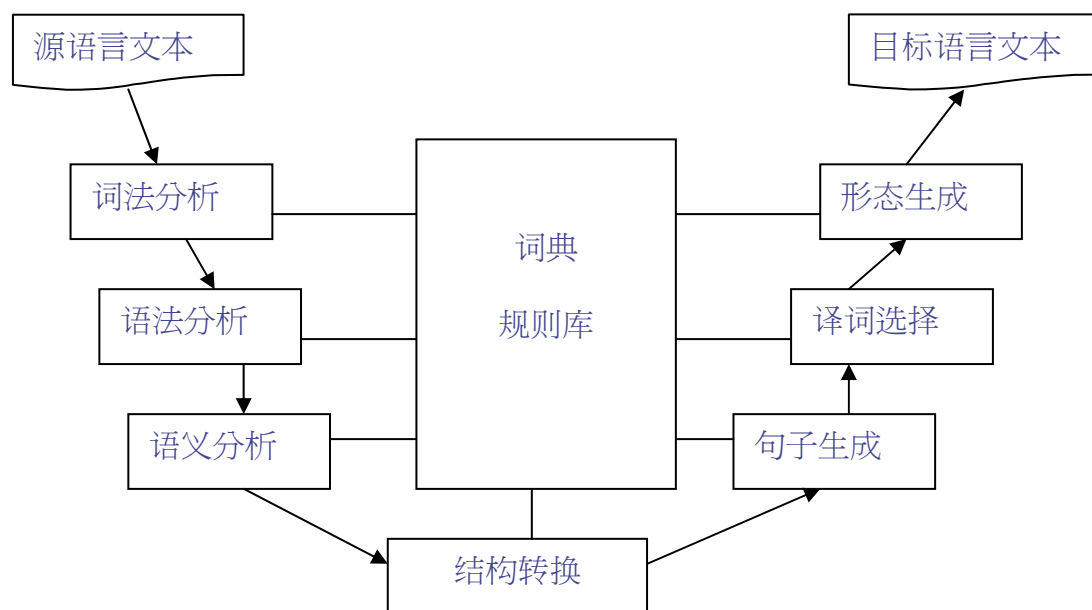 源语言文本
目标语言文本
词法分析
词典
形态生成
语法分析
规则库
译词选择
语义分析
句子生成
结构转换